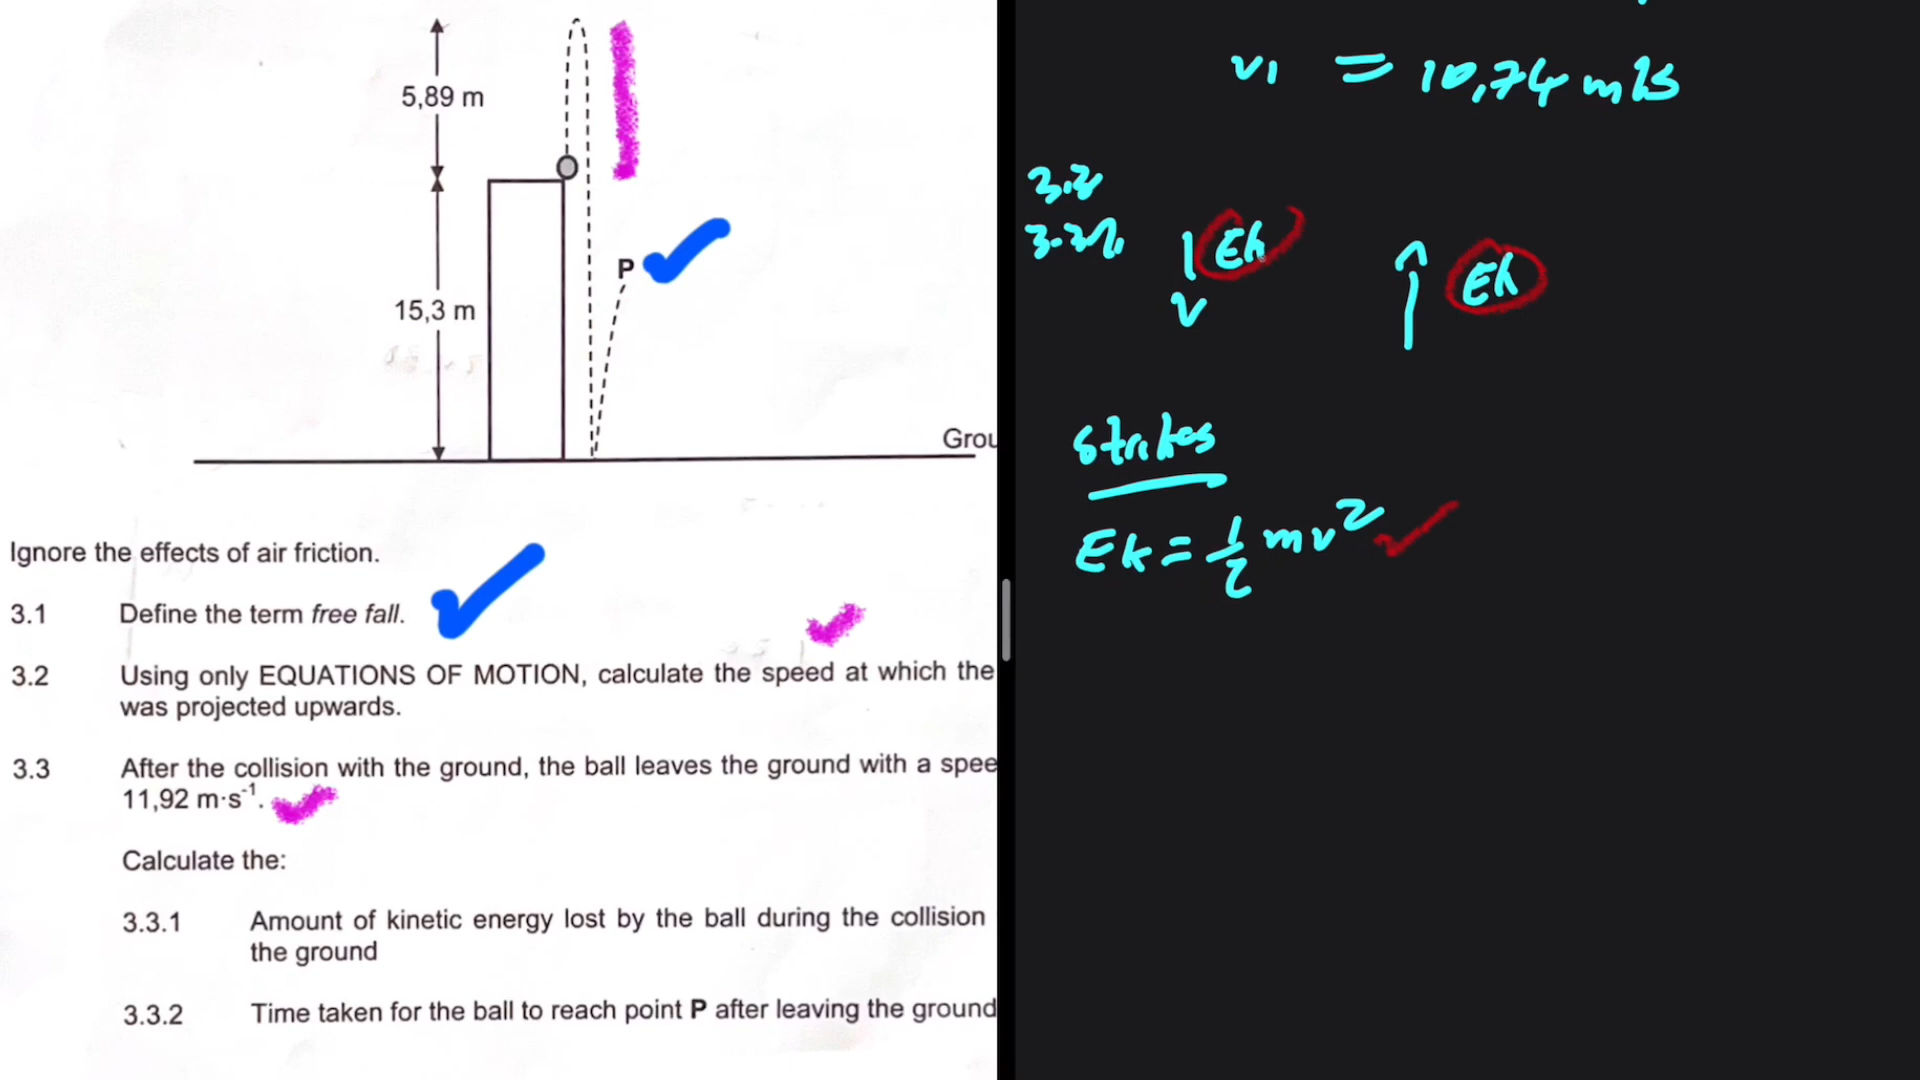 5,89 m
P
15,3 m
Grou
Ignore the effects of air friction.
3.1 Define the term free fall.
3.2 Using only EQUATIONS OF MOTION, calculate the speed at which the
was projected upwards.
3.3 After the collision with the ground, the ball leaves the ground with a spee
11,92 m·s⁻¹.
Calculate the:
3.3.1 Amount of kinetic energy lost by the ball during the collision
the ground
3.3.2 Time taken for the ball to reach point P after leaving the ground
v1 = 10,74 m/s
3.3
3.3.1
Ek
Ek
strikes
Ek = 1/2 mv²